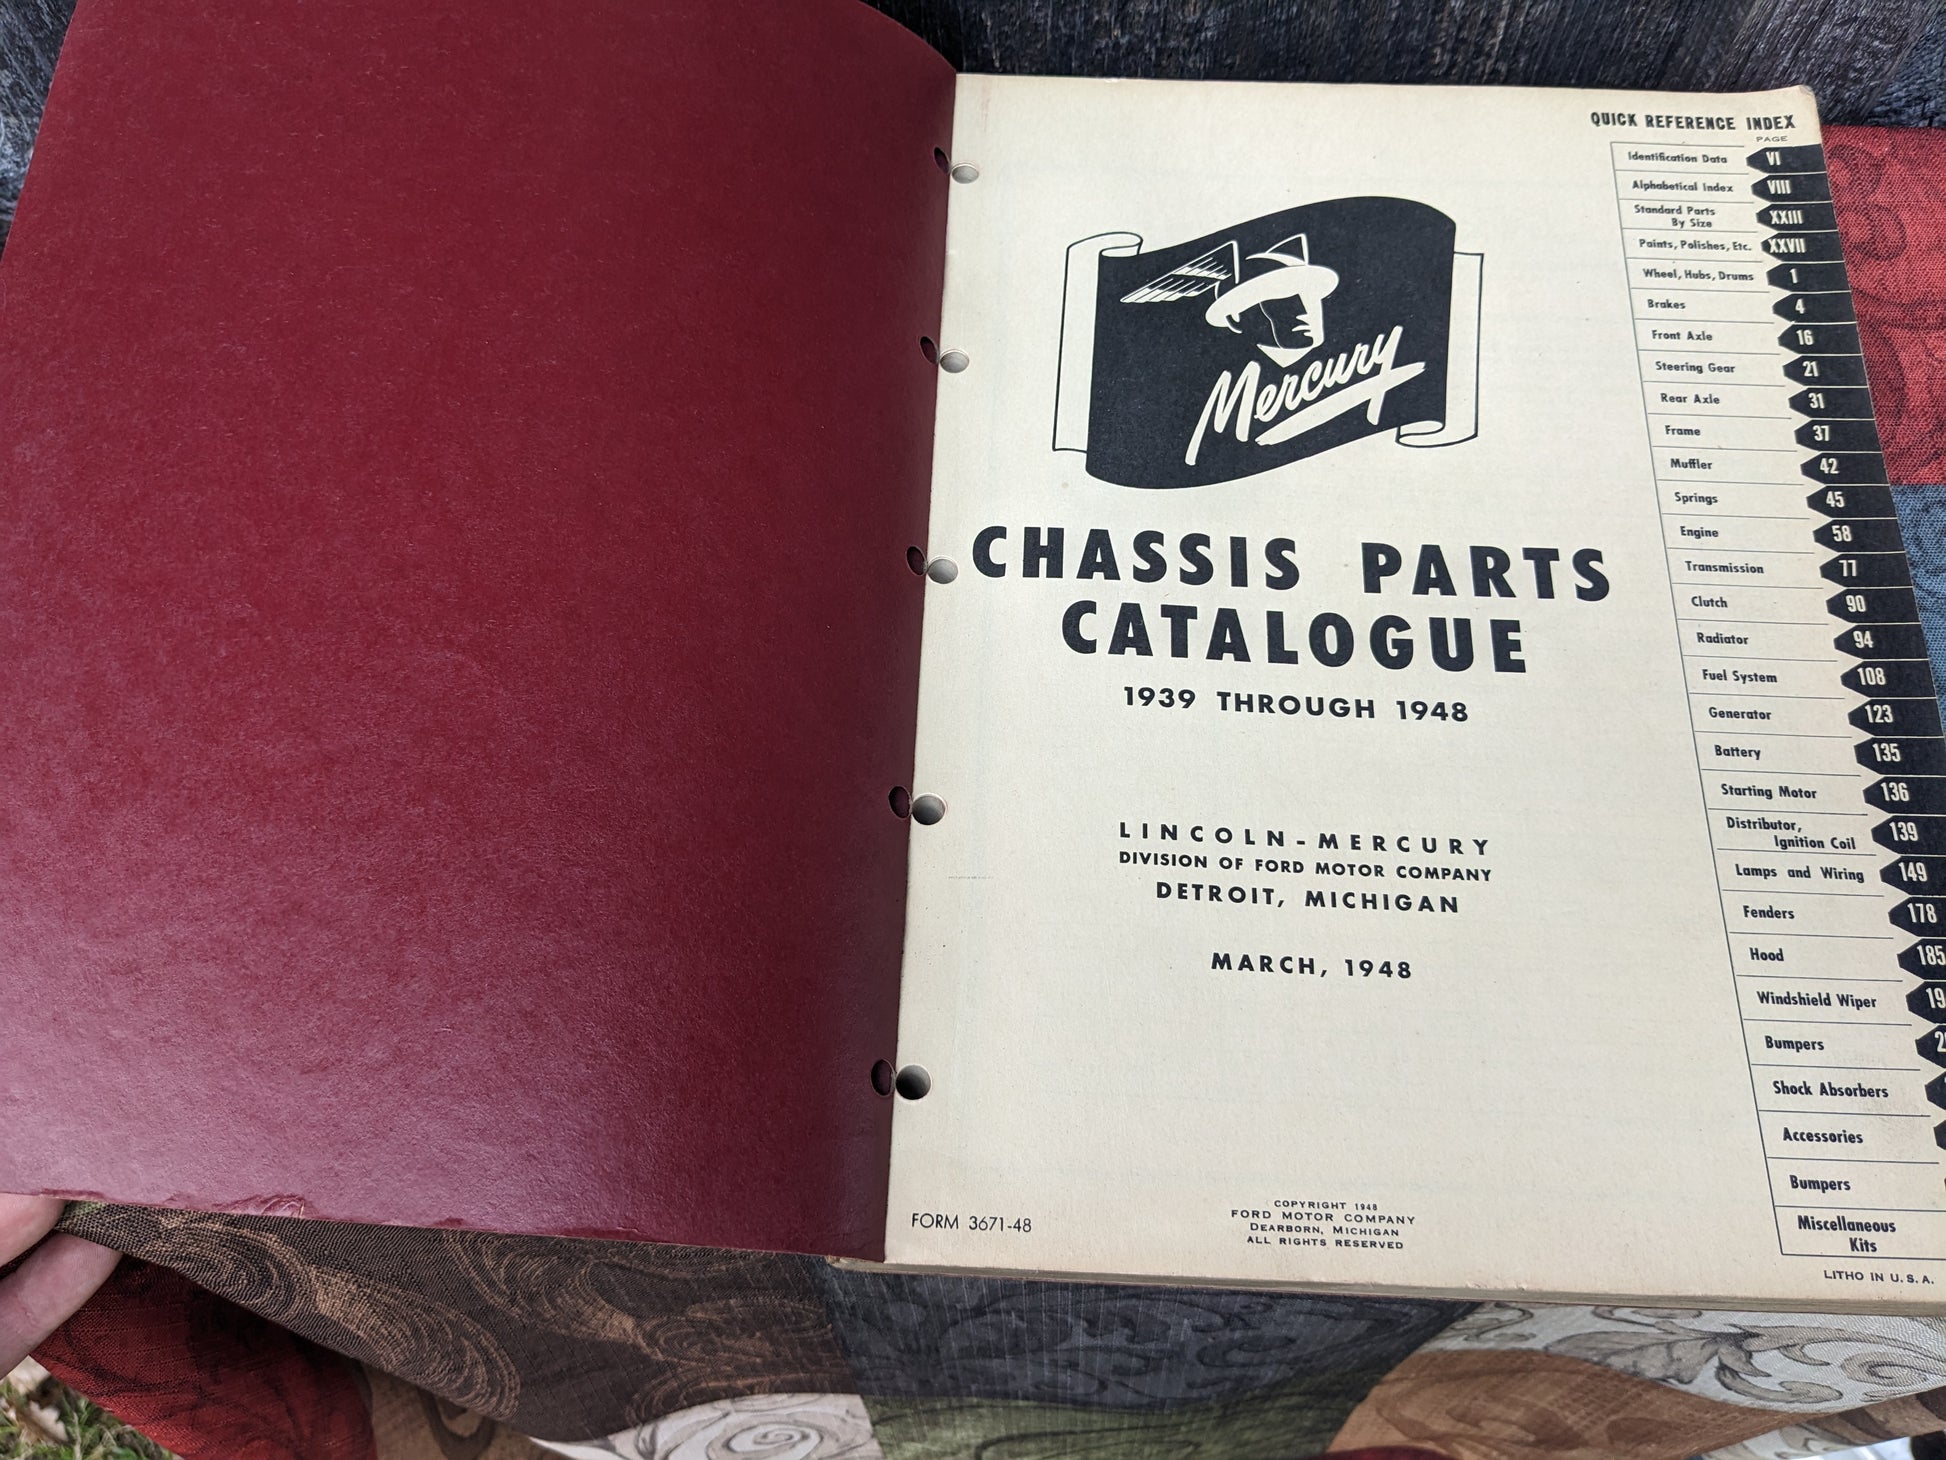 Mercury
CHASSIS PARTS
CATALOGUE
1939 THROUGH 1948
LINCOLN-MERCURY
DIVISION OF FORD MOTOR COMPANY
DETROIT, MICHIGAN
MARCH, 1948
FORM 3671-48
COPYRIGHT 1948
FORD MOTOR COMPANY
DEARBORN, MICHIGAN
ALL RIGHTS RESERVED
QUICK REFERENCE INDEX
PAGE
Identification Data VI
Alphabetical Index VIII
Standard Parts
By Size XXIII
Paints, Polishes, Etc. XXVII
Wheel, Hubs, Drums 1
Brakes 4
Front Axle 16
Steering Gear 21
Rear Axle 31
Frame 37
Muffler 42
Springs 45
Engine 58
Transmission 77
Clutch 90
Radiator 94
Fuel System 108
Generator 123
Battery 135
Starting Motor 136
Distributor,
Ignition Coil 139
Lamps and Wiring 149
Fenders 178
Hood 185
Windshield Wiper
Bumpers
Shock Absorbers
Accessories
Bumpers
Miscellaneous
Kits
LITHO IN U. S. A.